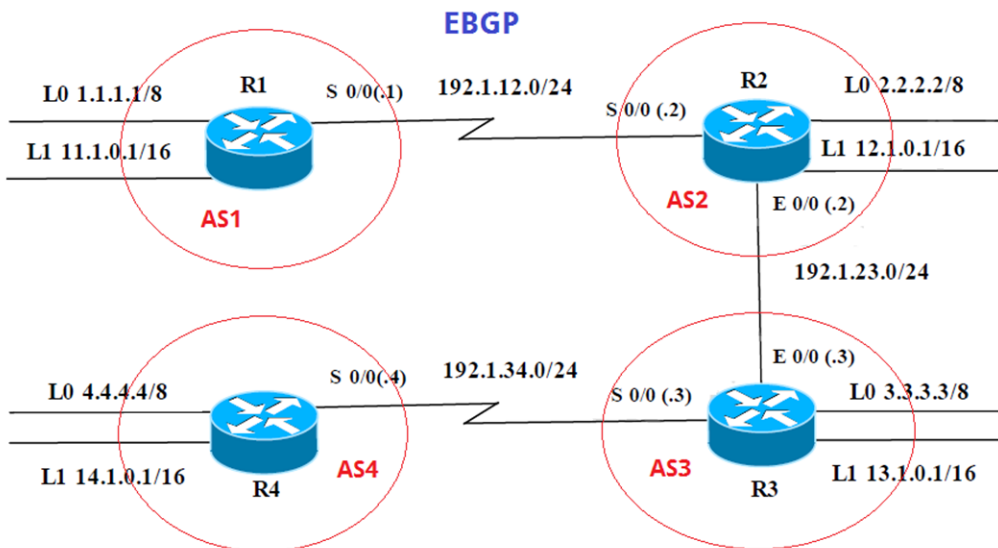 EBGP
R1
S 0/0(.1)
192.1.12.0/24
L0 1.1.1.1/8
L1 11.1.0.1/16
AS1
R2
S 0/0 (.2)
L0 2.2.2.2/8
L1 12.1.0.1/16
AS2
E 0/0 (.2)
192.1.23.0/24
E 0/0 (.3)
L0 4.4.4.4/8
S 0/0(.4)
192.1.34.0/24
L1 14.1.0.1/16
R4
AS4
S 0/0 (.3)
L0 3.3.3.3/8
AS3
R3
L1 13.1.0.1/16